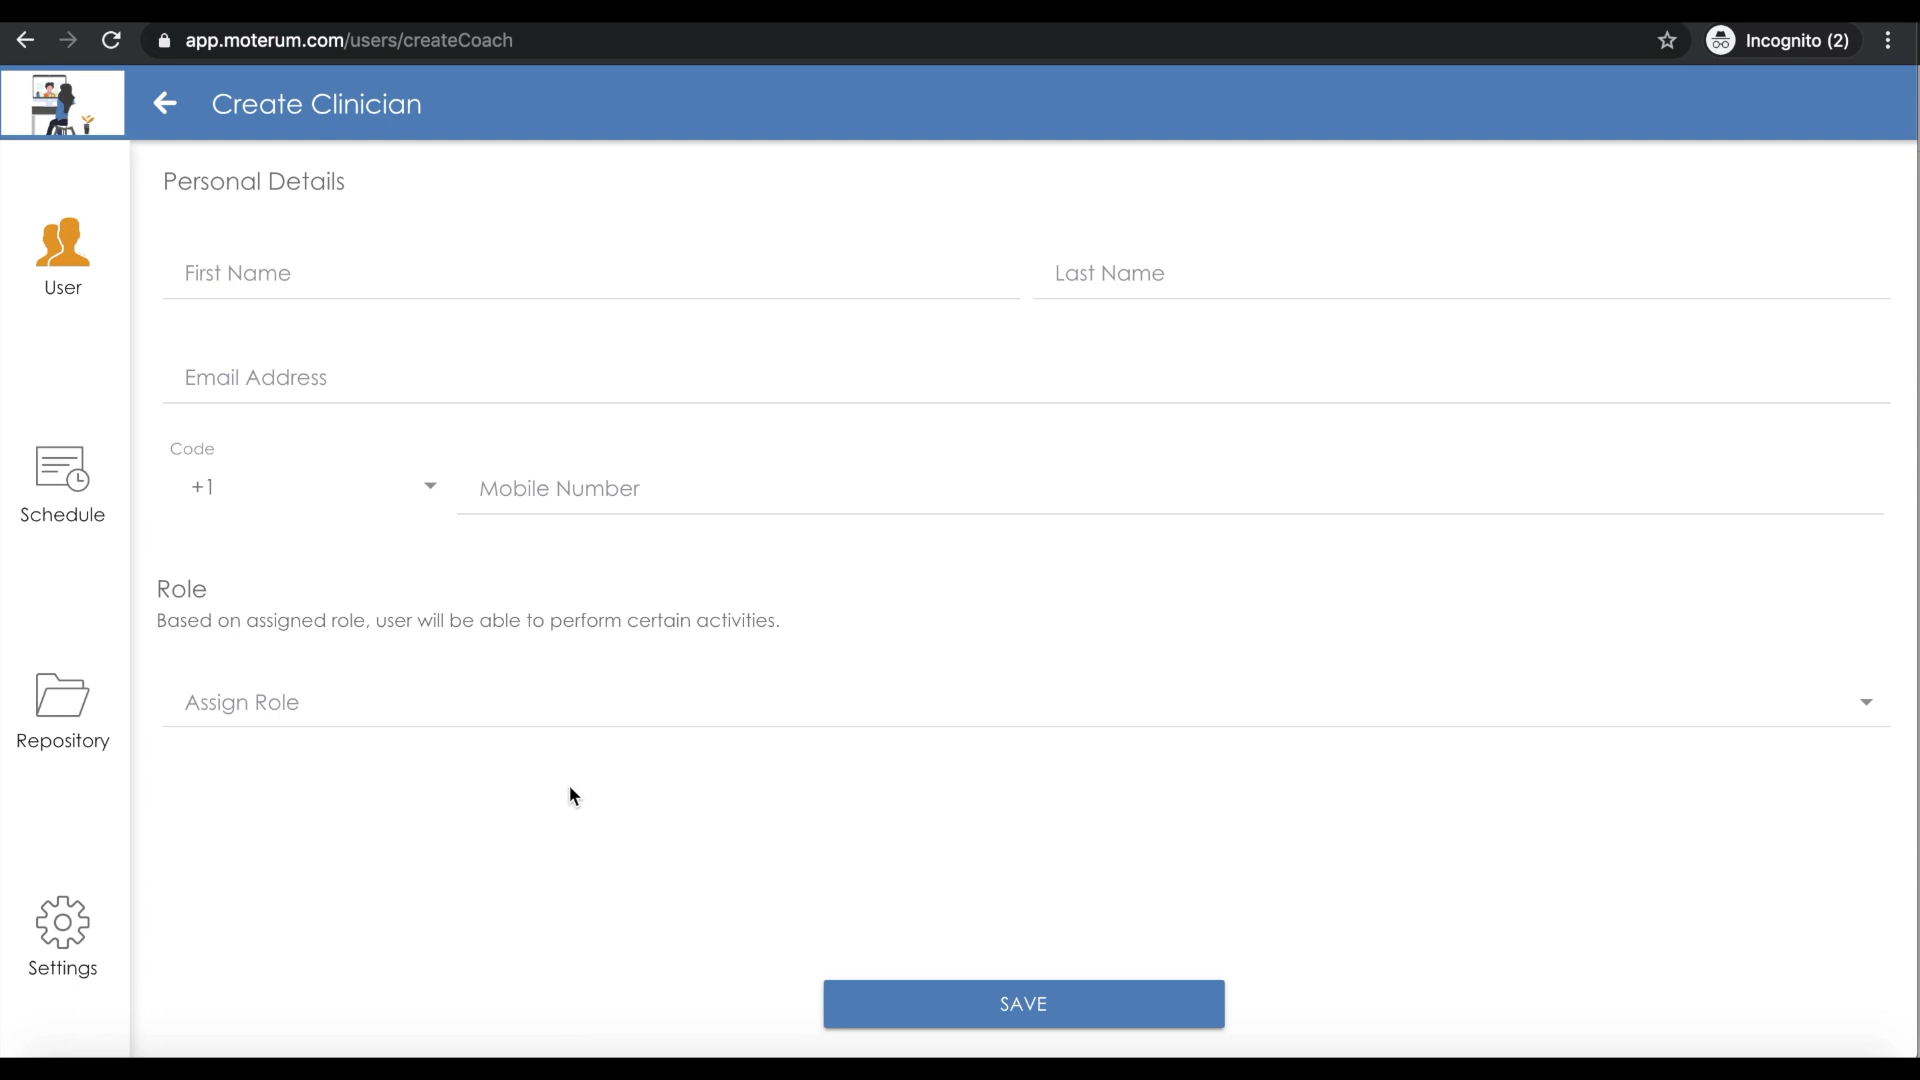 app.moterum.com/users/createCoach
Incognito (2)
Create Clinician
Personal Details
First Name
Last Name
Email Address
Code
+1
Mobile Number
Role
Based on assigned role, user will be able to perform certain activities.
Assign Role
SAVE
User
Schedule
Repository
Settings